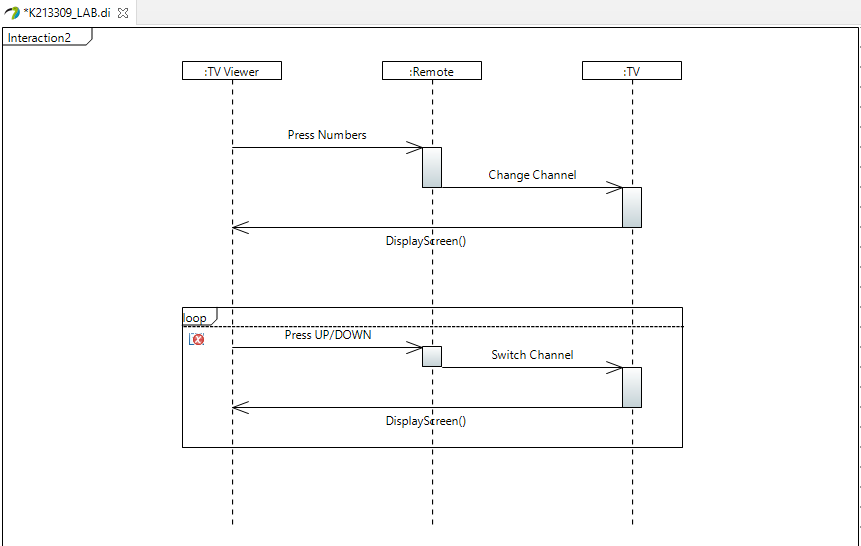 *K213309_LAB.di
Interaction2
:TV Viewer
:Remote
:TV
Press Numbers
Change Channel
DisplayScreen()
loop
Press UP/DOWN
Switch Channel
DisplayScreen()